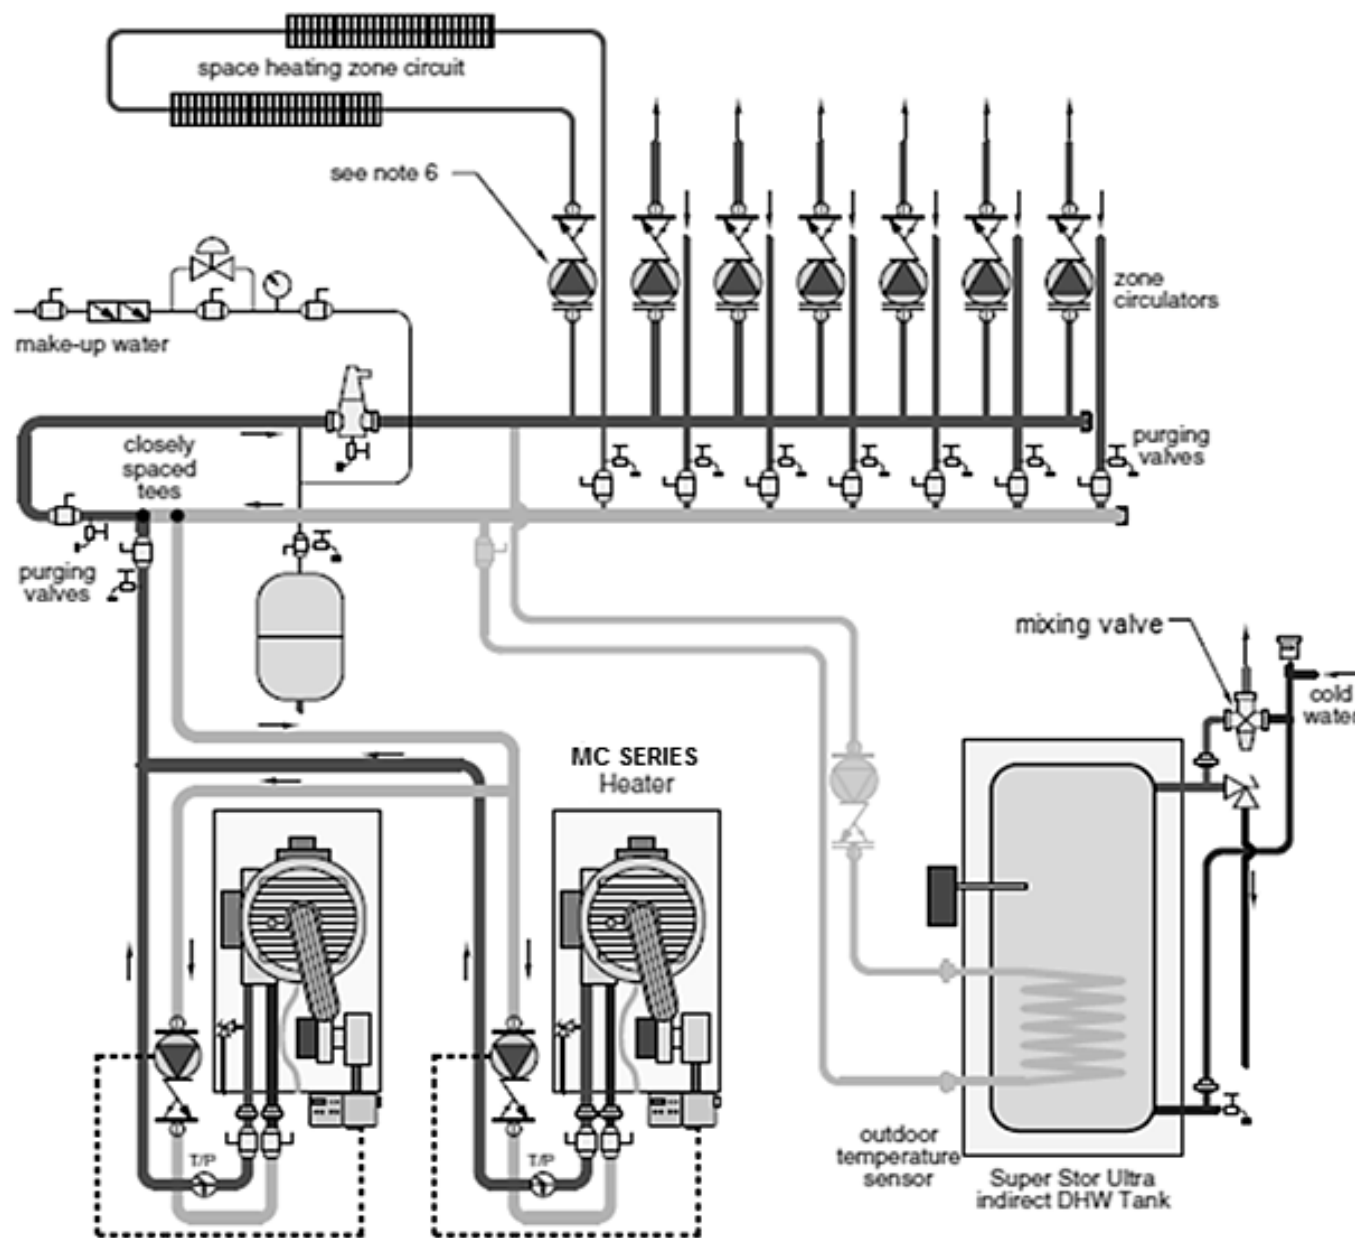 space heating zone circuit
see note 6
zone
circulators
make-up water
closely
spaced
tees
purging
valves
purging
valves
mixing valve
cold
water
MC SERIES
Heater
T/P
T/P
outdoor
temperature
sensor
Super Stor Ultra
indirect DHW Tank